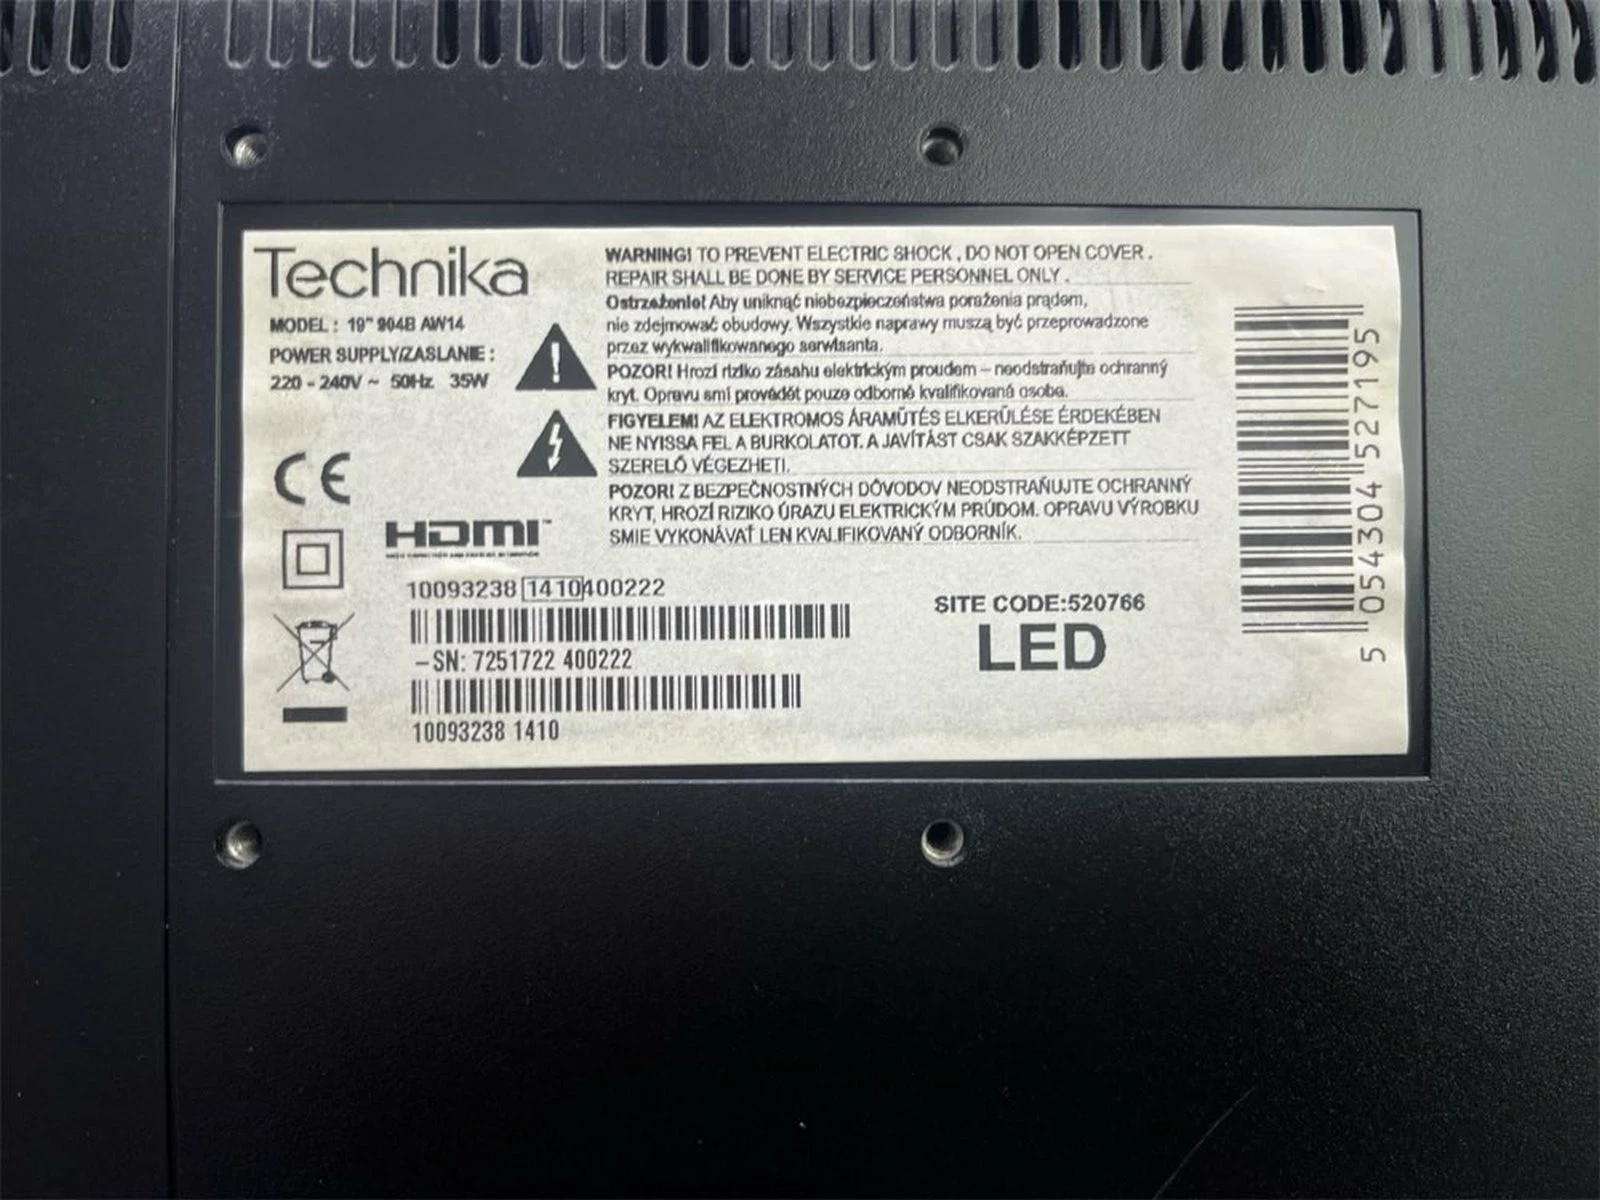 Technika
MODEL : 19" 904B AW14
POWER SUPPLY/ZASLANIE :
220 - 240V ~ 50Hz 35W
WARNING! TO PREVENT ELECTRIC SHOCK , DO NOT OPEN COVER .
REPAIR SHALL BE DONE BY SERVICE PERSONNEL ONLY .
Ostrzeżenie! Aby uniknąć niebezpieczeństwa porażenia prądem,
nie zdejmować obudowy. Wszystkie naprawy muszą być przeprowadzone
przez wykwalifikowanego serwisanta.
POZOR! Hrozí riziko zásahu elektrickým proudem – neodstraňujte ochranný
kryt. Opravu smí provádět pouze odborně kvalifikovaná osoba.
FIGYELEM! AZ ELEKTROMOS ÁRAMŰTÉS ELKERŰLÉSE ÉRDEKÉBEN
NE NYISSA FEL A BURKOLATOT. A JAVÍTÁST CSAK SZAKKÉPZETT
SZERELŐ VÉGEZHETI.
POZOR! Z BEZPEČNOSTNÝCH DÔVODOV NEODSTRAŇUJTE OCHRANNÝ
KRYT, HROZÍ RIZIKO ÚRAZU ELEKTRICKÝM PRÚDOM. OPRAVU VÝROBKU
SMIE VYKONÁVAŤ LEN KVALIFIKOVANÝ ODBORNÍK.
CE
HDMI™
10093238 1410400222
–SN: 7251722 400222
10093238 1410
SITE CODE:520766
LED
5 054304 527195